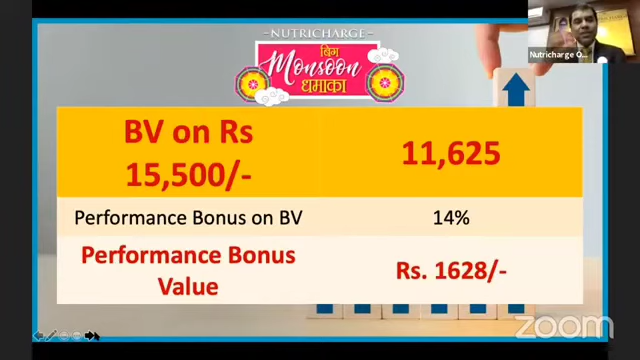 NUTRICHARGE
बिग
Monsoon
धमाका
Nutricharge O...
BV on Rs
15,500/-
11,625
Performance Bonus on BV
14%
Performance Bonus
Value
Rs. 1628/-
zoom